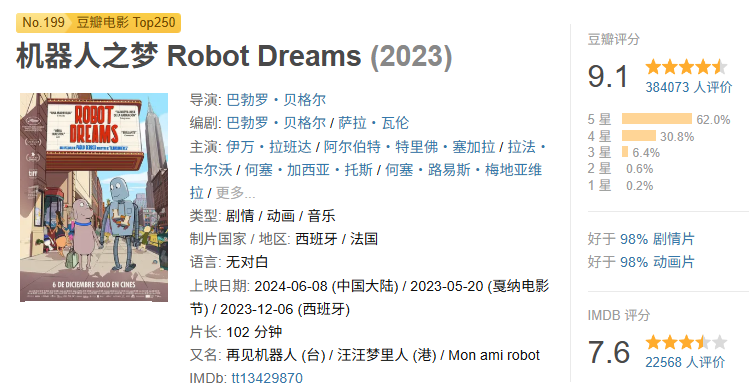 No.199 豆瓣电影 Top250
机器人之梦 Robot Dreams (2023)
ROBOT
DREAMS
6 DE DICIEMBRE SOLO EN CINES
导演: 巴勃罗・贝格尔
编剧: 巴勃罗・贝格尔 / 萨拉・瓦伦
主演: 伊万・拉班达 / 阿尔伯特・特里佛・塞加拉 / 拉法・
卡尔沃 / 何塞・加西亚・托斯 / 何塞・路易斯・梅地亚维
拉 / 更多...
类型: 剧情 / 动画 / 音乐
制片国家 / 地区: 西班牙 / 法国
语言: 无对白
上映日期: 2024-06-08 (中国大陆) / 2023-05-20 (戛纳电影
节) / 2023-12-06 (西班牙)
片长: 102 分钟
又名: 再见机器人 (台) / 汪汪梦里人 (港) / Mon ami robot
IMDb: tt13429870
豆瓣评分
9.1
384073 人评价
5 星 62.0%
4 星 30.8%
3 星 6.4%
2 星 0.6%
1 星 0.2%
好于 98% 剧情片
好于 98% 动画片
IMDB 评分
7.6
22568 人评价